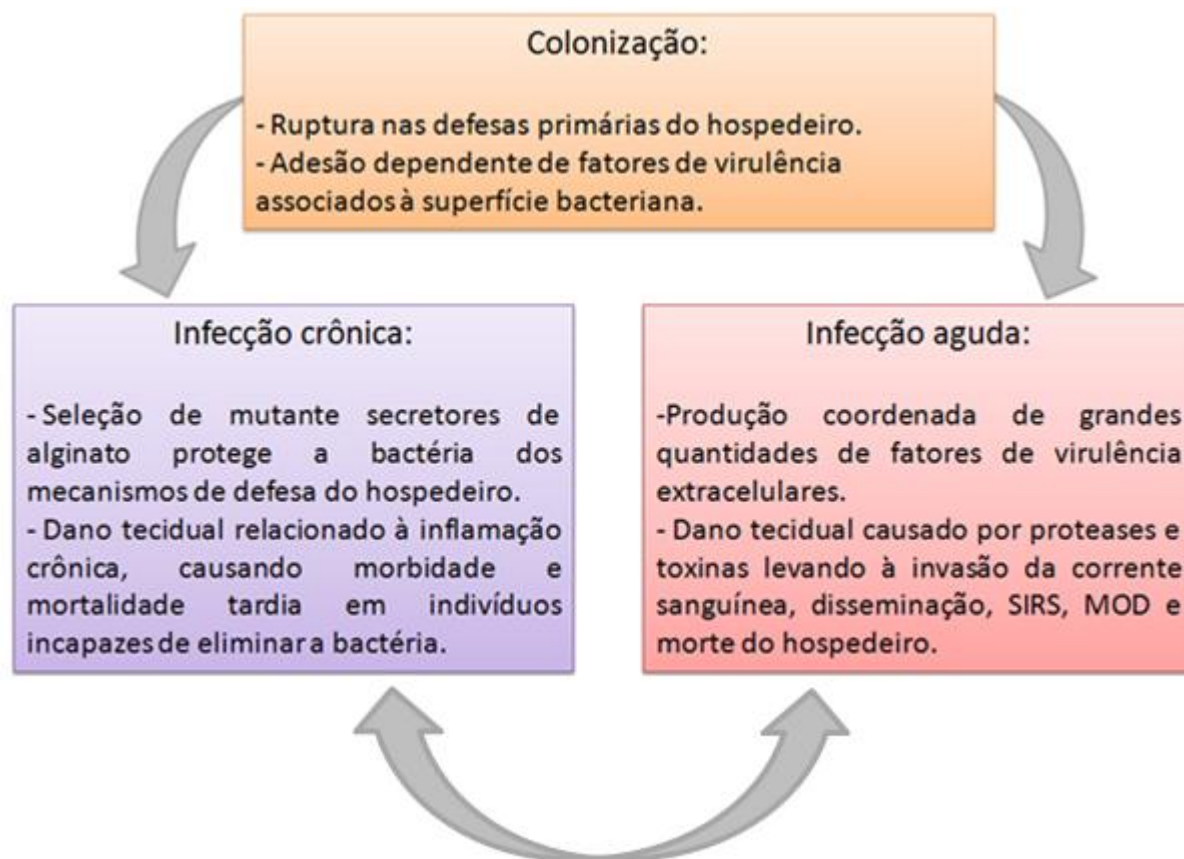 Colonização:
- Ruptura nas defesas primárias do hospedeiro.
- Adesão dependente de fatores de virulência
associados à superfície bacteriana.
Infecção crônica:
- Seleção de mutante secretores de
alginato protege a bactéria dos
mecanismos de defesa do hospedeiro.
- Dano tecidual relacionado à inflamação
crônica, causando morbidade e
mortalidade tardia em indivíduos
incapazes de eliminar a bactéria.
Infecção aguda:
-Produção coordenada de grandes
quantidades de fatores de virulência
extracelulares.
- Dano tecidual causado por proteases e
toxinas levando à invasão da corrente
sanguínea, disseminação, SIRS, MOD e
morte do hospedeiro.